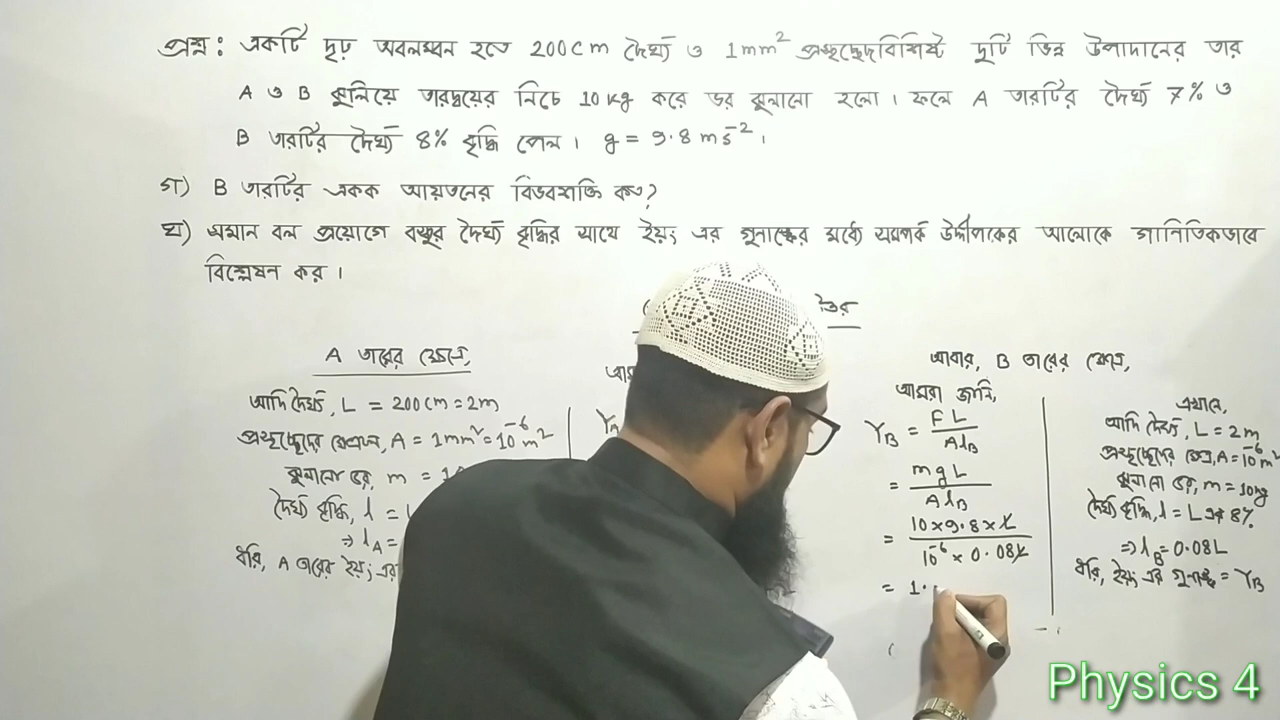 প্রশ্ন: একটি দৃঢ় অবলম্বন হতে 200cm দৈর্ঘ্য ও 1mm² প্রস্থচ্ছেদবিশিষ্ট দুটি ভিন্ন উপাদানের তার
A ও B ঝুলিয়ে তারদ্বয়ের নিচে 10kg করে ভর ঝুলানো হলো। ফলে A তারটির দৈর্ঘ্য 7% ও
B তারটির দৈর্ঘ্য 8% বৃদ্ধি পেল। g = 9.8 ms⁻²।
গ) B তারটির একক আয়তনের বিভবশক্তি কত?
ঘ) সমান বল প্রয়োগে বস্তুর দৈর্ঘ্য বৃদ্ধির সাথে ইয়ং এর গুনাঙ্কের মধ্যে সম্পর্ক উদ্দীপকের আলোকে গানিতিকভাবে
বিশ্লেষন কর।
A তারের ক্ষেত্রে,
আদি দৈর্ঘ্য, L = 200cm = 2m
প্রস্থচ্ছেদের ক্ষেত্রফল, A = 1mm² = 10⁻⁶ m²
ঝুলানো ভর, m =
দৈর্ঘ্য বৃদ্ধি, l =
⇒ l_A =
ধরি, A তারের ইয়ং এর
আবার, B তারের ক্ষেত্রে,
আমরা জানি,
Y_B = FL / Al_B
= mgL / Al_B
= 10×9.8×L / 10⁻⁶ × 0.08L
= 1.
এখানে,
আদি দৈর্ঘ্য, L = 2m
প্রস্থচ্ছেদের ক্ষেত্র, A = 10⁻⁶ m²
ঝুলানো ভর, m = 10kg
দৈর্ঘ্য বৃদ্ধি, l = L এর 8%
⇒ l_B = 0.08L
ধরি, ইয়ং এর গুনাঙ্ক = Y_B
Physics 4